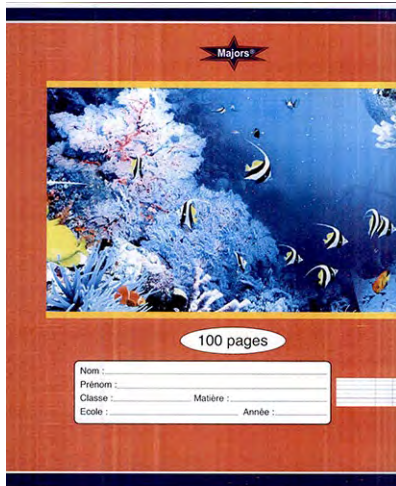 Majors®
100 pages
Nom :
Prénom :
Classe : Matière :
Ecole : Année :